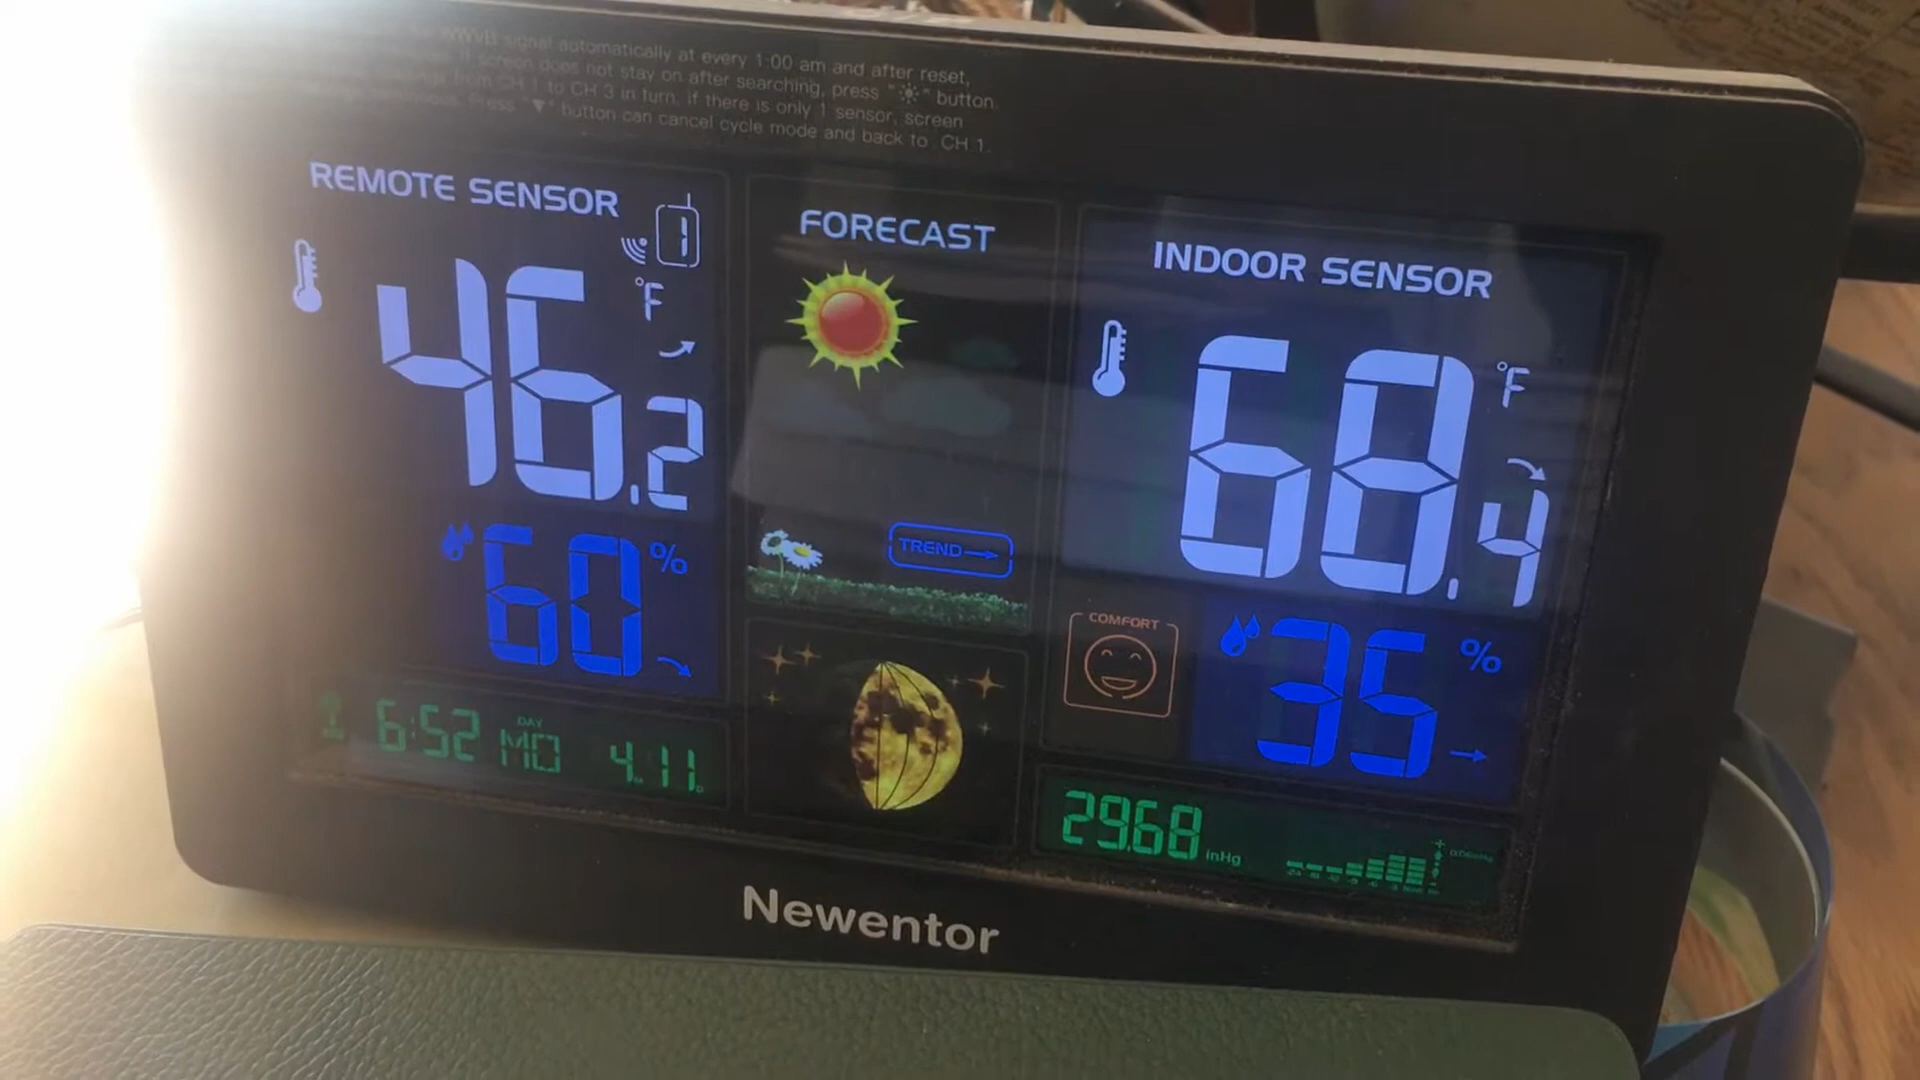 WWVB signal automatically at every 1:00 am and after reset,
If screen does not stay on after searching, press "☀" button.
from CH 1 to CH 3 in turn, if there is only 1 sensor, screen
Press "▼" button can cancel cycle mode and back to CH 1.
REMOTE SENSOR
1
46.2 °F
60 %
6:52 DAY MO 4.11.
FORECAST
TREND→
INDOOR SENSOR
68.4 °F
COMFORT
35 %
29.68 inHg
Newentor